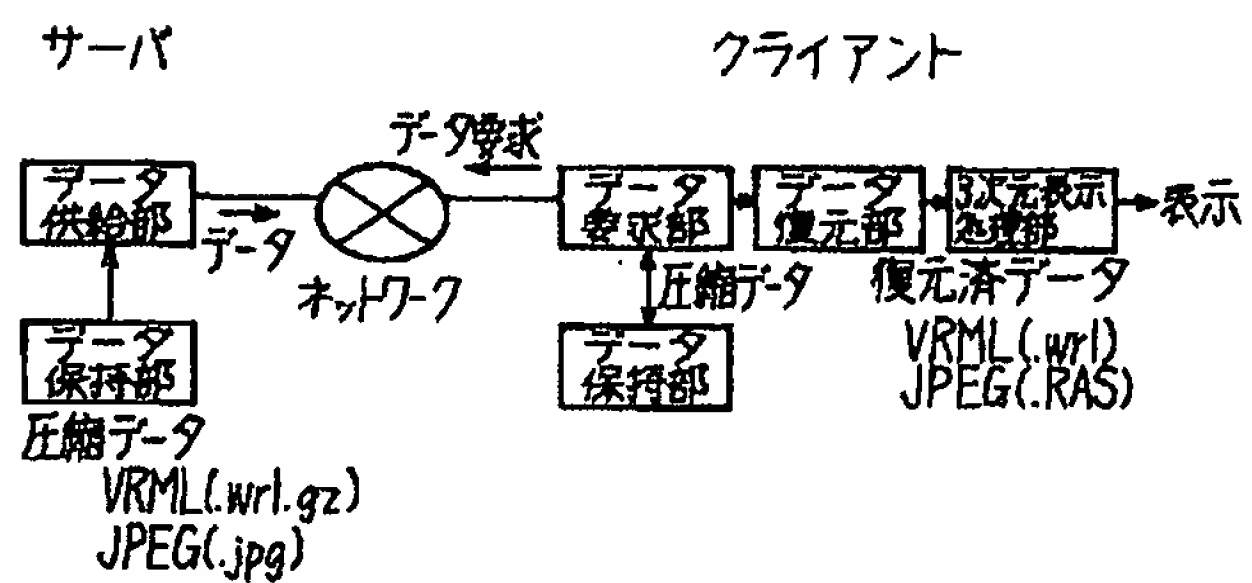 サーバ
クライアント
データ要求
データ
供給部
データ
ネットワーク
データ
要求部
データ
復元部
3次元表示
処理部
表示
圧縮データ
復元済データ
VRML(.wrl)
JPEG(.RAS)
データ
保持部
データ
保持部
圧縮データ
VRML(.wrl.gz)
JPEG(.jpg)